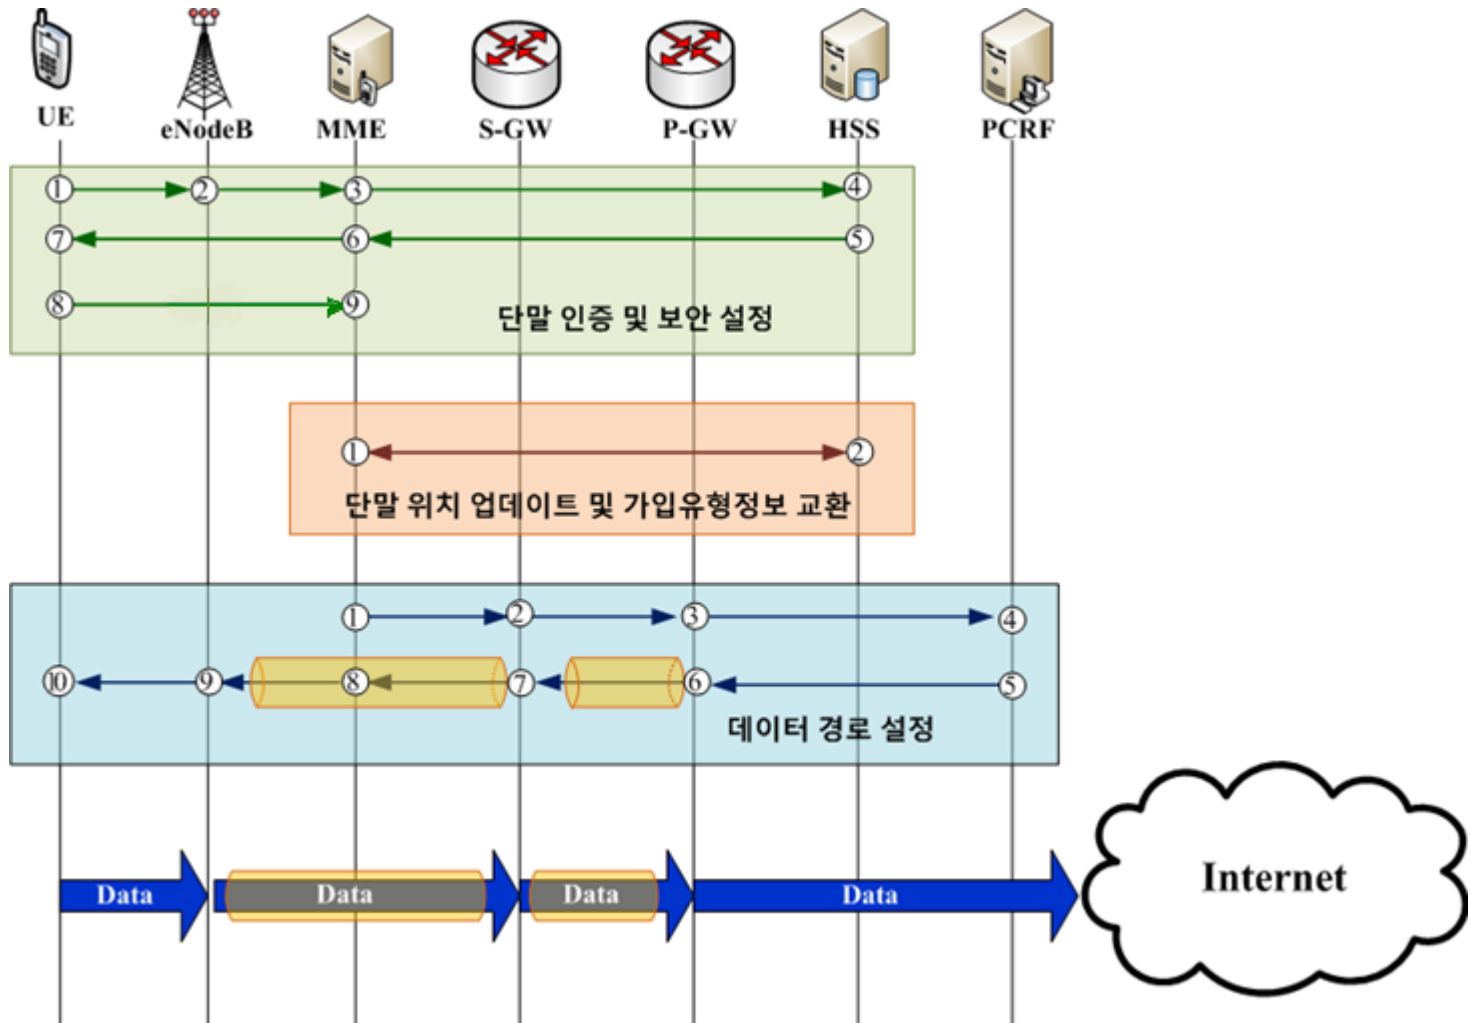 UE
eNodeB
MME
S-GW
P-GW
HSS
PCRF
① ② ③ ④
⑦ ⑥ ⑤
⑧ ⑨
단말 인증 및 보안 설정
① ②
단말 위치 업데이트 및 가입유형정보 교환
① ② ③ ④
⑩ ⑨ ⑧ ⑦ ⑥ ⑤
데이터 경로 설정
Data Data Data Data
Internet